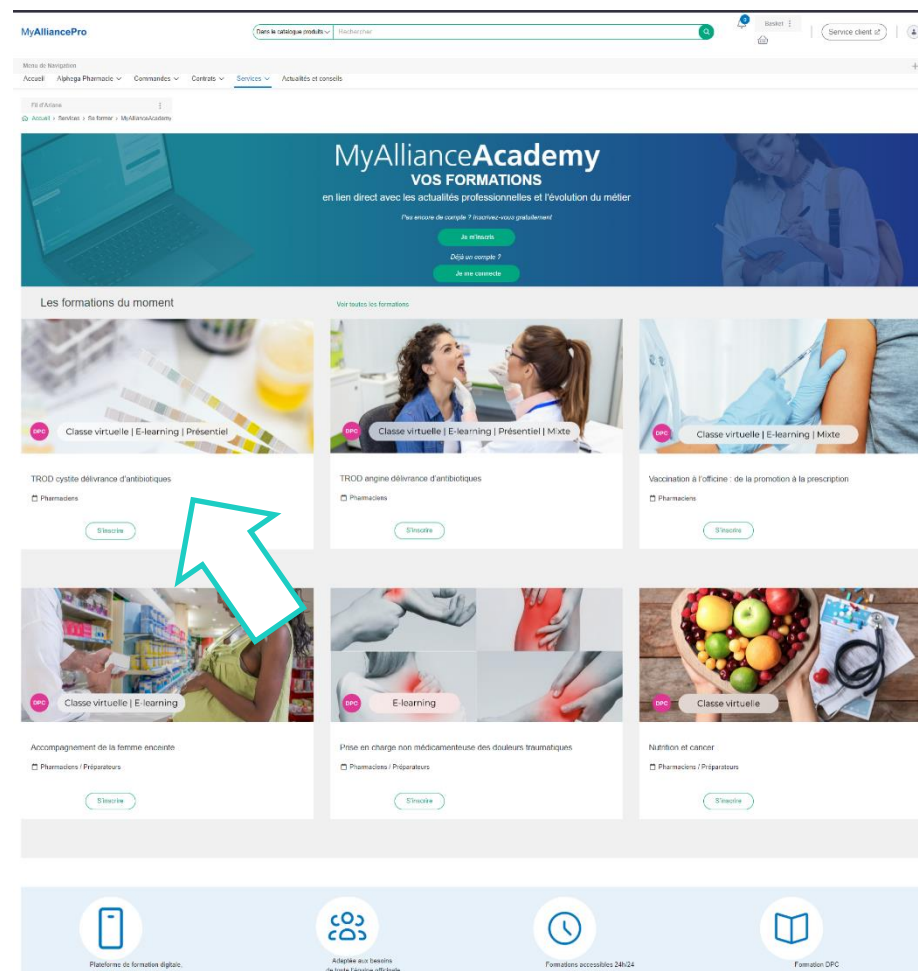 MyAlliancePro
Dans le catalogue produits
Rechercher
Basket
Service client
Menu de Navigation
Accueil
Alphega Pharmacie
Commandes
Contrats
Services
Actualités et conseils
Fil d'Ariane
Accueil > Services > Se former > MyAllianceAcademy
MyAllianceAcademy
VOS FORMATIONS
en lien direct avec les actualités professionnelles et l'évolution du métier
Pas encore de compte ? Inscrivez-vous gratuitement
Je m'inscris
Déjà un compte ?
Je me connecte
Les formations du moment
Voir toutes les formations
DPC
Classe virtuelle | E-learning | Présentiel
DPC
Classe virtuelle | E-learning | Présentiel | Mixte
DPC
Classe virtuelle | E-learning | Mixte
TROD cystite délivrance d'antibiotiques
Pharmaciens
S'inscrire
TROD angine délivrance d'antibiotiques
Pharmaciens
S'inscrire
Vaccination à l'officine : de la promotion à la prescription
Pharmaciens
S'inscrire
DPC
Classe virtuelle | E-learning
DPC
E-learning
DPC
Classe virtuelle
Accompagnement de la femme enceinte
Pharmaciens / Préparateurs
S'inscrire
Prise en charge non médicamenteuse des douleurs traumatiques
Pharmaciens / Préparateurs
S'inscrire
Nutrition et cancer
Pharmaciens / Préparateurs
S'inscrire
Plateforme de formation digitale,
Adaptée aux besoins
de toute l'équipe officinale
Formations accessibles 24h/24
Formation DPC